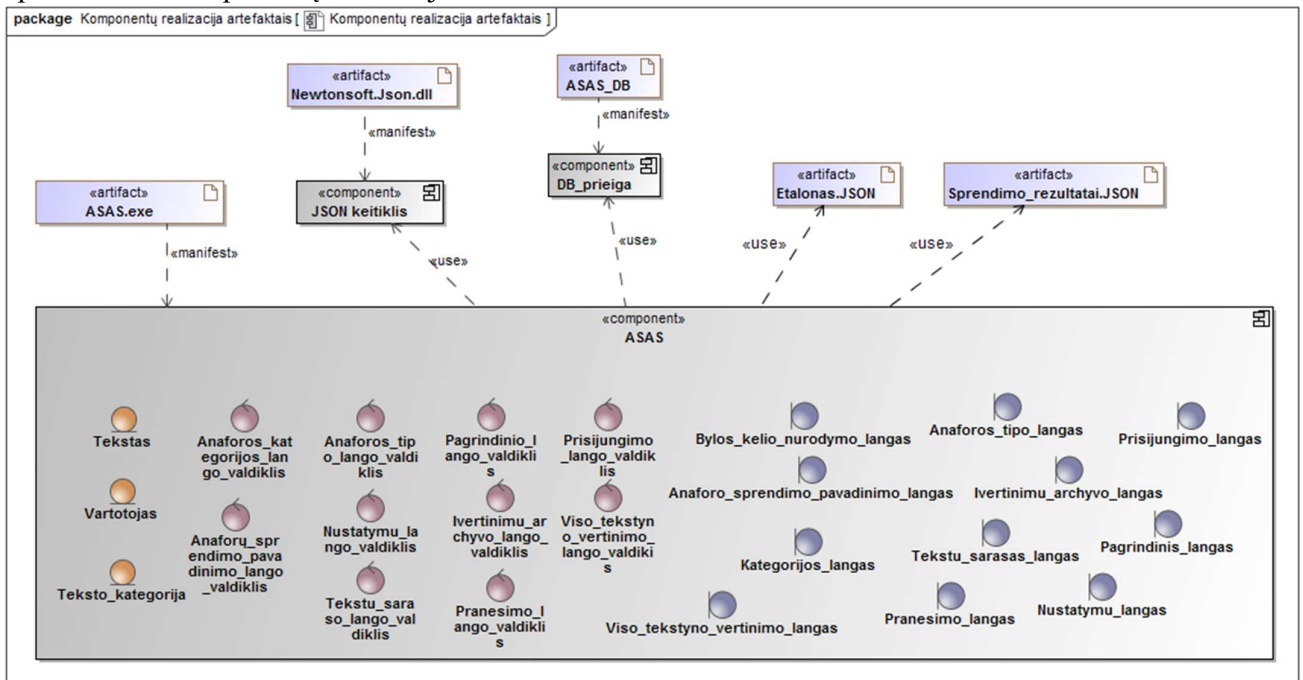 package Komponentų realizacija artefaktais [ Komponentų realizacija artefaktais ]
«artifact»
Newtonsoft.Json.dll
«artifact»
ASAS_DB
«manifest»
«manifest»
«artifact»
ASAS.exe
«component»
JSON keitiklis
«component»
DB_prieiga
«artifact»
Etalonas.JSON
«artifact»
Sprendimo_rezultatai.JSON
«manifest»
«use»
«use»
«use»
«use»
«component»
ASAS
Tekstas
Vartotojas
Teksto_kategorija
Anaforos_kat
egorijos_lan
go_valdiklis
Anaforų_spr
endimo_pava
dinimo_lango
_valdiklis
Anaforos_tip
o_lango_valdi
klis
Nustatymu_la
ngo_valdiklis
Tekstu_sara
so_lango_val
diklis
Pagrindinio_l
ango_valdikli
s
Ivertinimu_ar
chyvo_lango_
valdiklis
Pranesimo_l
ango_valdikli
s
Prisijungimo
_lango_valdik
lis
Viso_tekstyn
o_vertinimo_
lango_valdiki
s
Bylos_kelio_nurodymo_langas
Anaforos_tipo_langas
Prisijungimo_langas
Anaforo_sprendimo_pavadinimo_langas
Ivertinimu_archyvo_langas
Kategorijos_langas
Tekstu_sarasas_langas
Pagrindinis_langas
Viso_tekstyno_vertinimo_langas
Pranesimo_langas
Nustatymu_langas